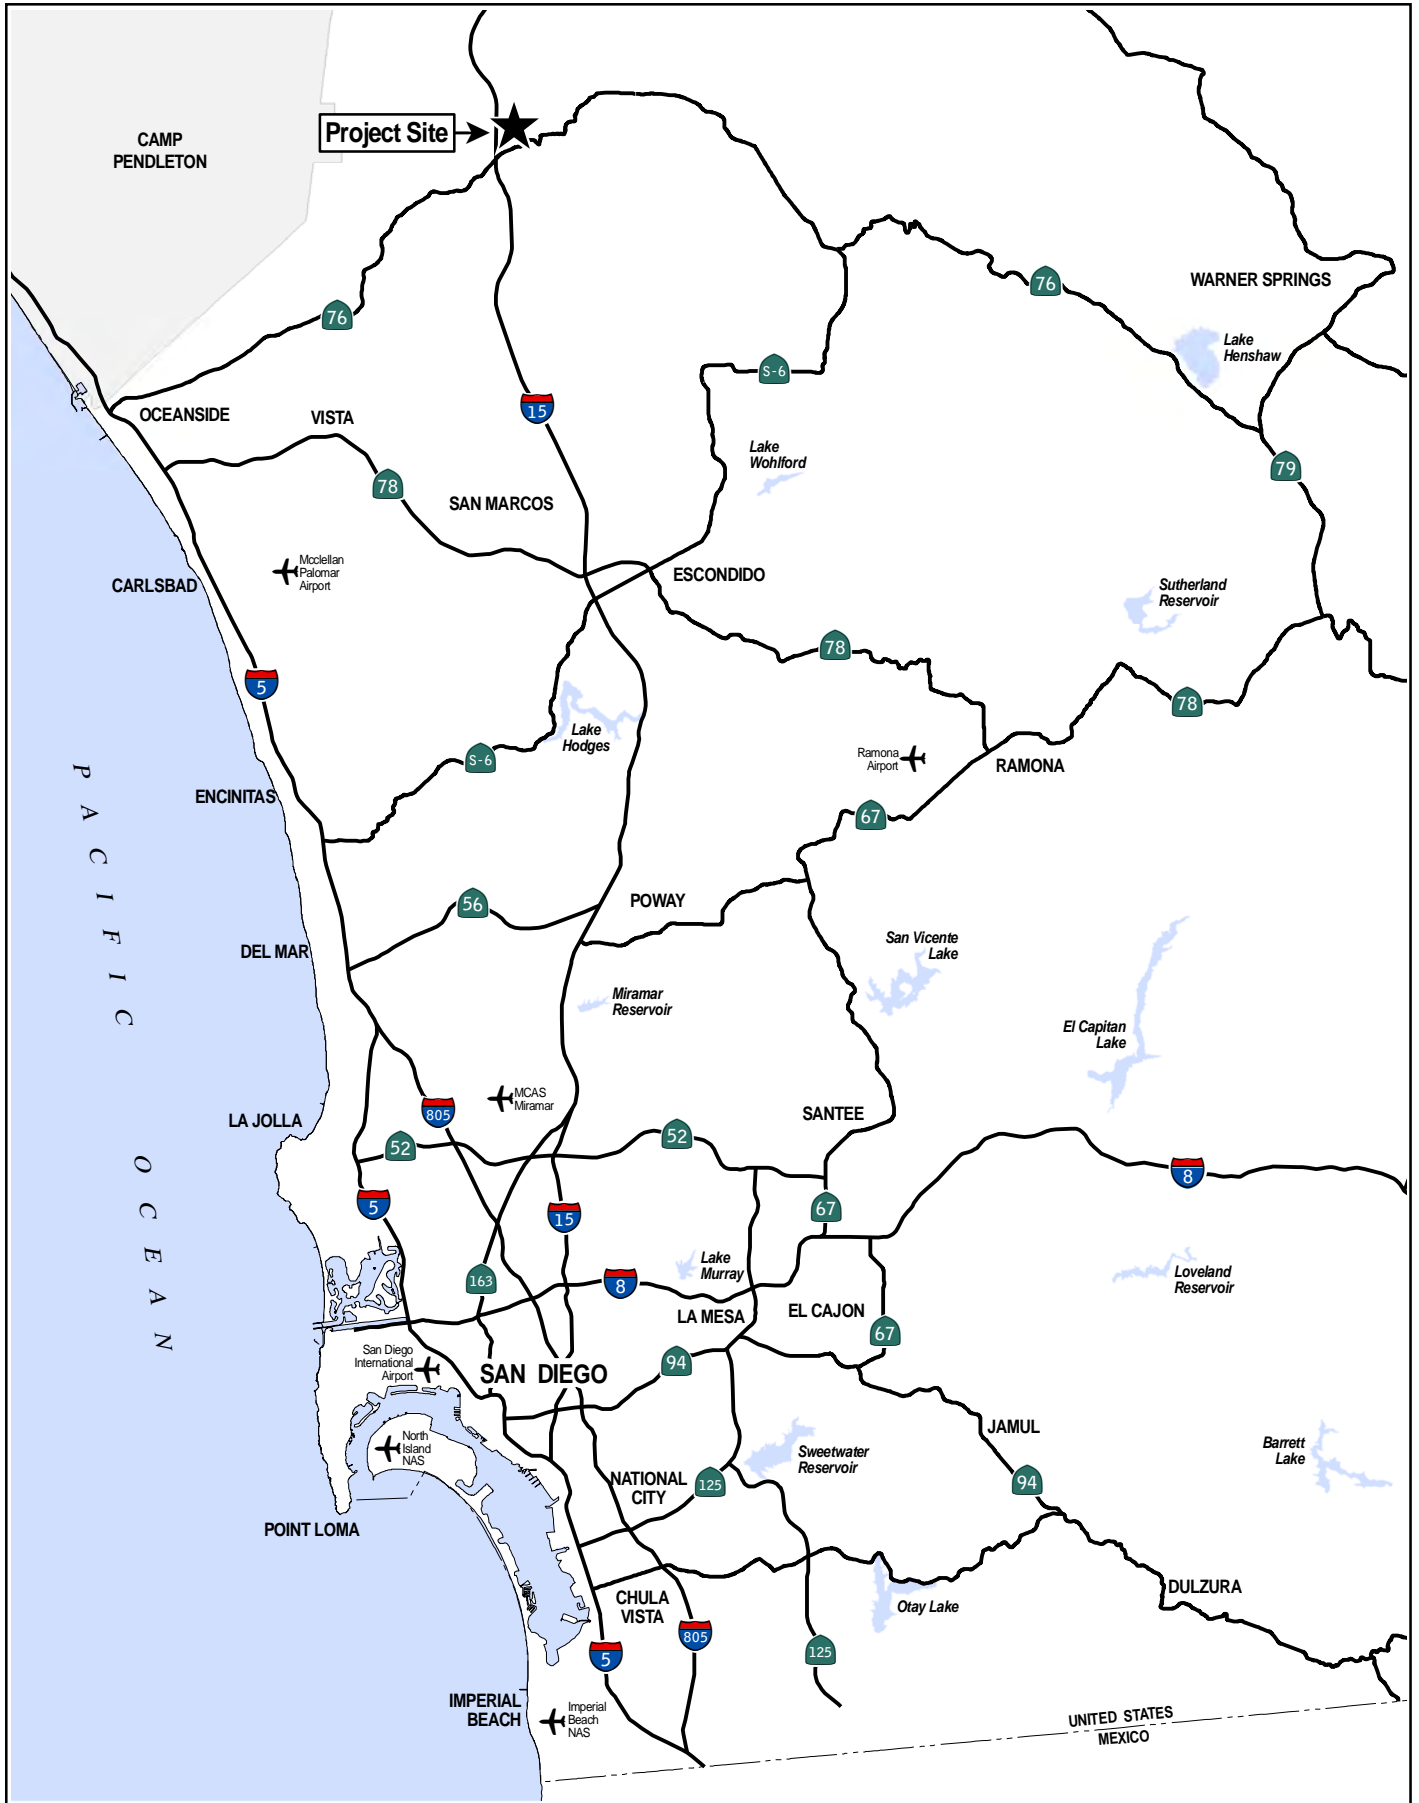 Project Site
CAMP
PENDLETON
WARNER SPRINGS
76
76
Lake
Henshaw
S-6
15
OCEANSIDE
VISTA
Lake
Wohlford
79
78
SAN MARCOS
Mcclellan
Palomar
Airport
CARLSBAD
ESCONDIDO
Sutherland
Reservoir
78
5
78
Lake
Hodges
S-6
Ramona
Airport
RAMONA
ENCINITAS
67
PACIFIC
56
POWAY
DEL MAR
San Vicente
Lake
Miramar
Reservoir
El Capitan
Lake
MCAS
Miramar
805
LA JOLLA
SANTEE
52
52
OCEAN
8
5
15
67
Lake
Murray
163
8
Loveland
Reservoir
LA MESA
EL CAJON
67
San Diego
International
Airport
SAN DIEGO
94
North
Island
NAS
JAMUL
Sweetwater
Reservoir
Barrett
Lake
NATIONAL
CITY
125
94
POINT LOMA
CHULA
VISTA
Otay Lake
DULZURA
805
5
125
IMPERIAL
BEACH
Imperial
Beach
NAS
UNITED STATES
MEXICO